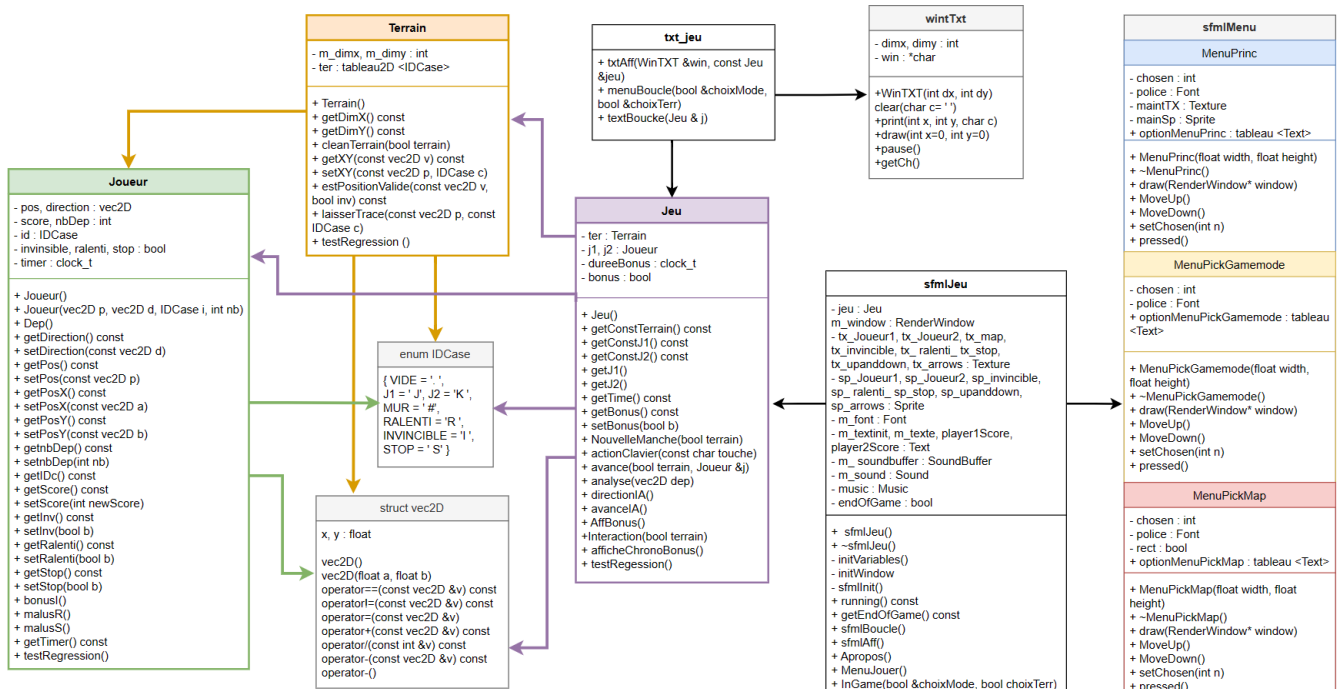 Terrain
- m_dimx, m_dimy : int
- ter : tableau2D <IDCase>
+ Terrain()
+ getDimX() const
+ getDimY() const
+ cleanTerrain(bool terrain)
+ getXY(const vec2D v) const
+ setXY(const vec2D p, IDCase c)
+ estPositionValide(const vec2D v,
bool inv) const
+ laisserTrace(const vec2D p, const
IDCase c)
+ testRegression ()
Joueur
- pos, direction : vec2D
- score, nbDep : int
- id : IDCase
- invinsible, ralenti, stop : bool
- timer : clock_t
+ Joueur()
+ Joueur(vec2D p, vec2D d, IDCase i, int nb)
+ Dep()
+ getDirection() const
+ setDirection(const vec2D d)
+ getPos() const
+ setPos(const vec2D p)
+ getPosX() const
+ setPosX(const vec2D a)
+ getPosY() const
+ setPosY(const vec2D b)
+ getnbDep() const
+ setnbDep(int nb)
+ getIDc() const
+ getScore() const
+ setScore(int newScore)
+ getInv() const
+ setInv(bool b)
+ getRalenti() const
+ setRalenti(bool b)
+ getStop() const
+ setStop(bool b)
+ bonusI()
+ malusR()
+ malusS()
+ getTimer() const
+ testRegression()
enum IDCase
{ VIDE = '. ',
J1 = ' J', J2 = 'K ',
MUR = ' #',
RALENTI = 'R ',
INVINCIBLE = 'I ',
STOP = ' S' }
struct vec2D
x, y : float
vec2D()
vec2D(float a, float b)
operator==(const vec2D &v) const
operator!=(const vec2D &v) const
operator=(const vec2D &v)
operator+(const vec2D &v) const
operator/(const int &v) const
operator-(const vec2D &v) const
operator-()
txt_jeu
+ txtAff(WinTXT &win, const Jeu
&jeu)
+ menuBoucle(bool &choixMode,
bool &choixTerr)
+ textBoucke(Jeu & j)
wintTxt
- dimx, dimy : int
- win : *char
+WinTXT(int dx, int dy)
clear(char c= ' ')
+print(int x, int y, char c)
+draw(int x=0, int y=0)
+pause()
+getCh()
Jeu
- ter : Terrain
- j1, j2 : Joueur
- dureeBonus : clock_t
- bonus : bool
+ Jeu()
+ getConstTerrain() const
+ getConstJ1() const
+ getConstJ2() const
+ getJ1()
+ getJ2()
+ getTime() const
+ getBonus() const
+ setBonus(bool b)
+ NouvelleManche(bool terrain)
+ actionClavier(const char touche)
+ avance(bool terrain, Joueur &j)
+ analyse(vec2D dep)
+ directionIA()
+ avanceIA()
+ AffBonus()
+Interaction(bool terrain)
+ afficheChronoBonus()
+ testRegression()
sfmlJeu
- jeu : Jeu
m_window : RenderWindow
- tx_Joueur1, tx_Joueur2, tx_map,
tx_invincible, tx_ ralenti_ tx_stop,
tx_upanddown, tx_arrows : Texture
- sp_Joueur1, sp_Joueur2, sp_invincible,
sp_ ralenti_ sp_stop, sp_upanddown,
sp_arrows : Sprite
- m_font : Font
- m_textinit, m_texte, player1Score,
player2Score : Text
- m_ soundbuffer : SoundBuffer
- m_sound : Sound
- music : Music
- endOfGame : bool
+ sfmlJeu()
+ ~sfmlJeu()
- initVariables()
- initWindow
- sfmlInit()
+ running() const
+ getEndOfGame() const
+ sfmlBoucle()
+ sfmlAff()
+ Apropos()
+ MenuJouer()
+ InGame(bool &choixMode, bool choixTerr)
sfmlMenu
MenuPrinc
- chosen : int
- police : Font
- maintTX : Texture
- mainSp : Sprite
+ optionMenuPrinc : tableau <Text>
+ MenuPrinc(float width, float height)
+ ~MenuPrinc()
+ draw(RenderWindow* window)
+ MoveUp()
+ MoveDown()
+ setChosen(int n)
+ pressed()
MenuPickGamemode
- chosen : int
- police : Font
+ optionMenuPickGamemode : tableau
<Text>
+ MenuPickGamemode(float width,
float height)
+ ~MenuPickGamemode()
+ draw(RenderWindow* window)
+ MoveUp()
+ MoveDown()
+ setChosen(int n)
+ pressed()
MenuPickMap
- chosen : int
- police : Font
- rect : bool
+ optionMenuPickMap : tableau <Text>
+ MenuPickMap(float width, float
height)
+ ~MenuPickMap()
+ draw(RenderWindow* window)
+ MoveUp()
+ MoveDown()
+ setChosen(int n)
+ pressed()